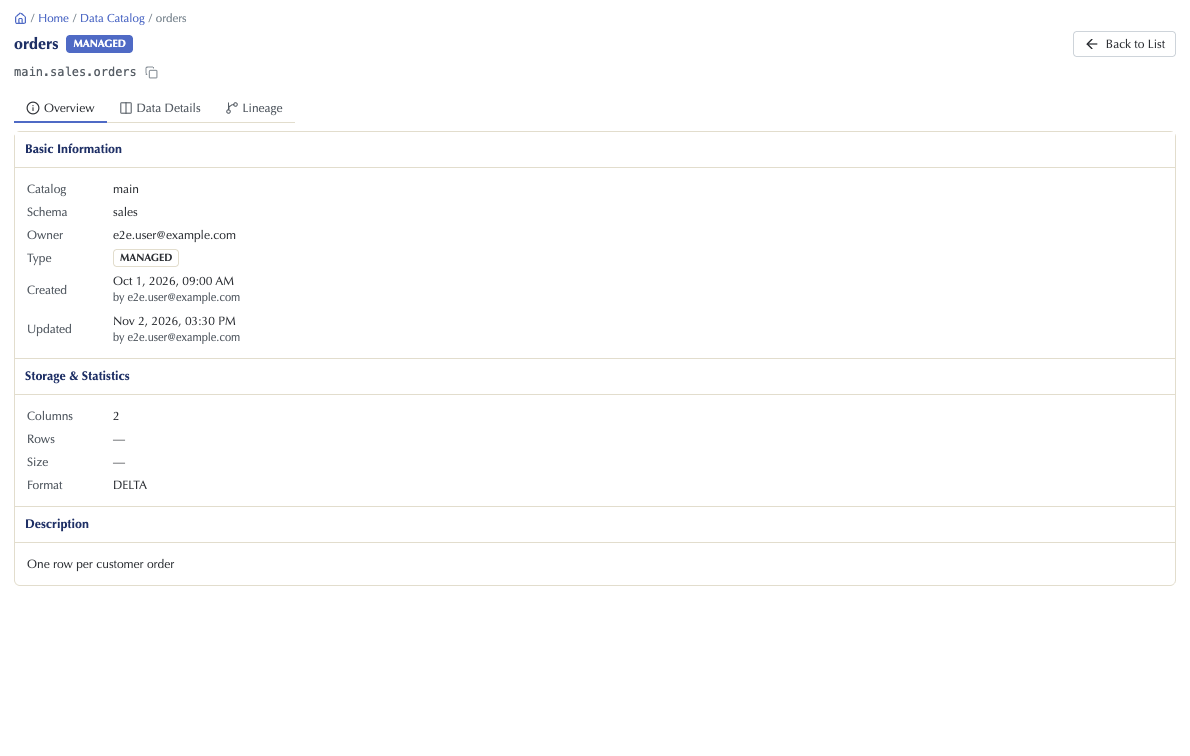 / Home / Data Catalog / orders
orders MANAGED
Back to List
main.sales.orders
Overview Data Details Lineage
Basic Information
Catalog main
Schema sales
Owner e2e.user@example.com
Type MANAGED
Created Oct 1, 2026, 09:00 AM
by e2e.user@example.com
Updated Nov 2, 2026, 03:30 PM
by e2e.user@example.com
Storage & Statistics
Columns 2
Rows —
Size —
Format DELTA
Description
One row per customer order